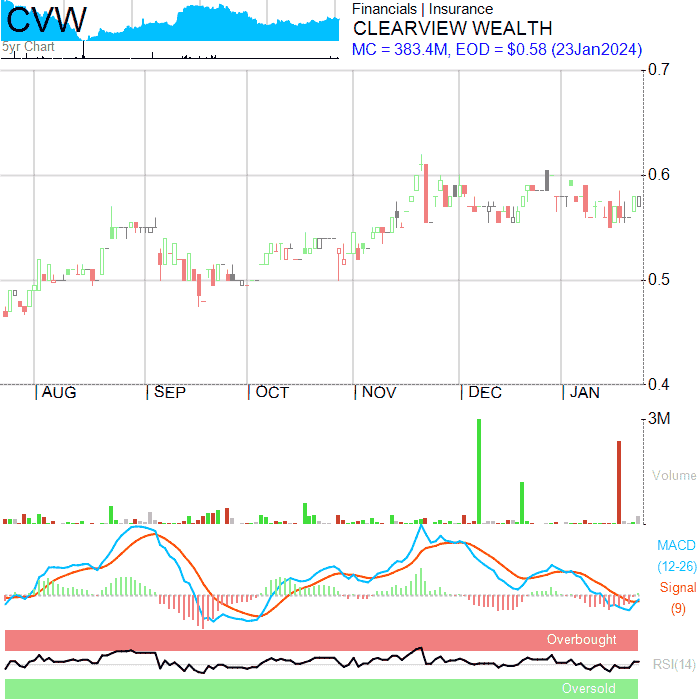 CVW
5yr Chart
Financials | Insurance
CLEARVIEW WEALTH
MC = 383.4M, EOD = $0.58 (23Jan2024)
0.7
0.6
0.5
0.4
AUG SEP OCT NOV DEC JAN
3M
Volume
MACD
(12-26)
Signal
(9)
Overbought
RSI(14)
Oversold